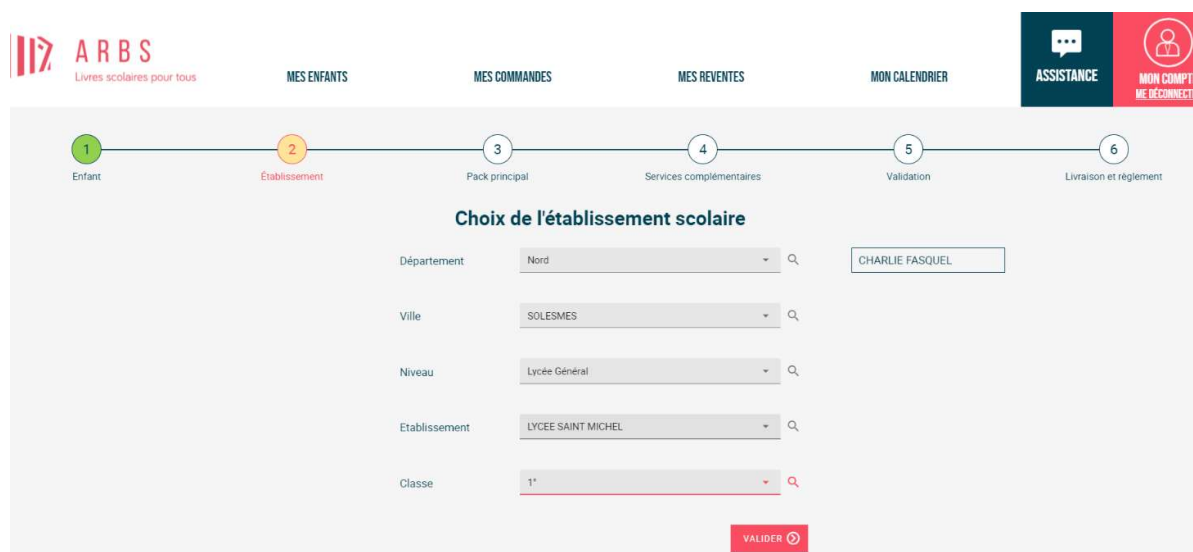 ARBS
Livres scolaires pour tous
MES ENFANTS
MES COMMANDES
MES REVENTES
MON CALENDRIER
ASSISTANCE
MON COMPT
ME DÉCONNECT
1
2
3
4
5
6
Enfant
Établissement
Pack principal
Services complémentaires
Validation
Livraison et règlement
Choix de l'établissement scolaire
Département
Nord
CHARLIE FASQUEL
Ville
SOLESMES
Niveau
Lycée Général
Etablissement
LYCEE SAINT MICHEL
Classe
1°
VALIDER